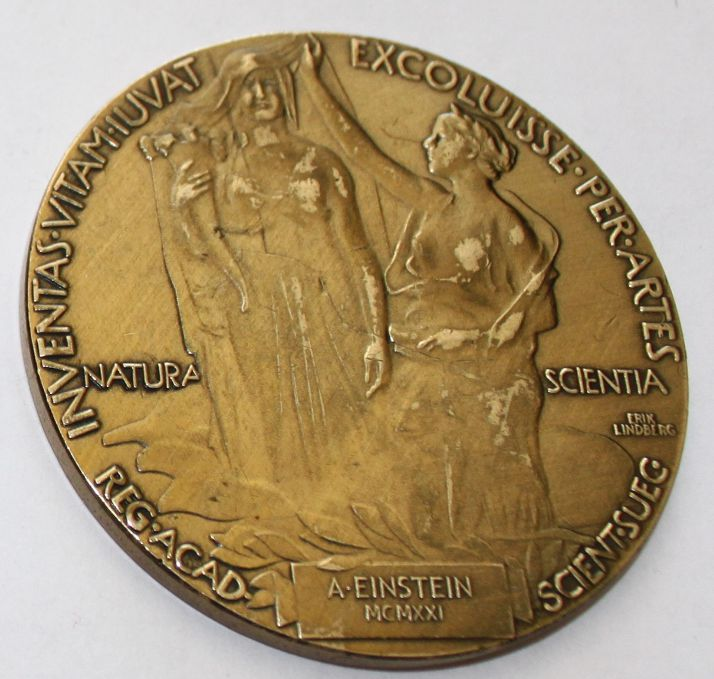 INVENTAS·VITAM·IUVAT EXCOLUISSE·PER·ARTES
NATURA
SCIENTIA
ERIK
LINDBERG
REG·ACAD· ·SCIENT·SUEC·
A·EINSTEIN
MCMXXI